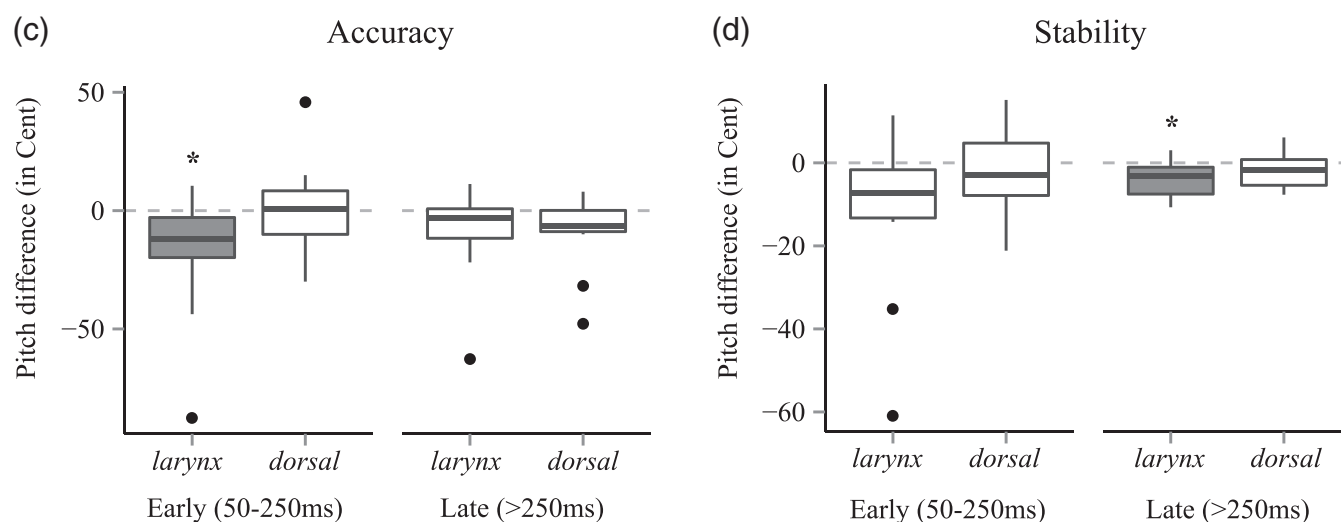 (c)
Accuracy
Pitch difference (in Cent)
50
0
−50
*
larynx
dorsal
larynx
dorsal
Early (50-250ms)
Late (>250ms)
(d)
Stability
Pitch difference (in Cent)
0
−20
−40
−60
*
larynx
dorsal
larynx
dorsal
Early (50-250ms)
Late (>250ms)